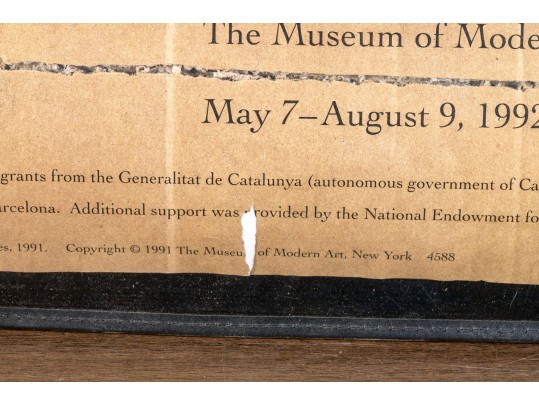 The Museum of Mode
May 7–August 9, 1992
grants from the Generalitat de Catalunya (autonomous government of Ca
arcelona. Additional support was provided by the National Endowment fo
es, 1991. Copyright © 1991 The Museum of Modern Art, New York 4588